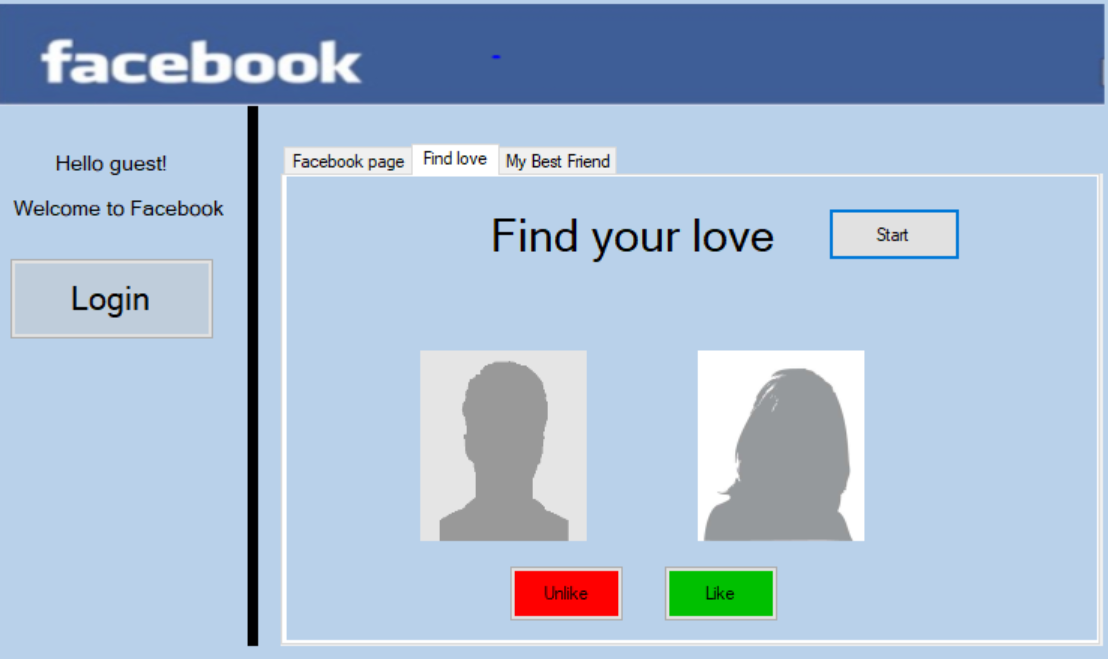 facebook
Hello guest!
Welcome to Facebook
Login
Facebook page Find love My Best Friend
Find your love Start
Unlike Like